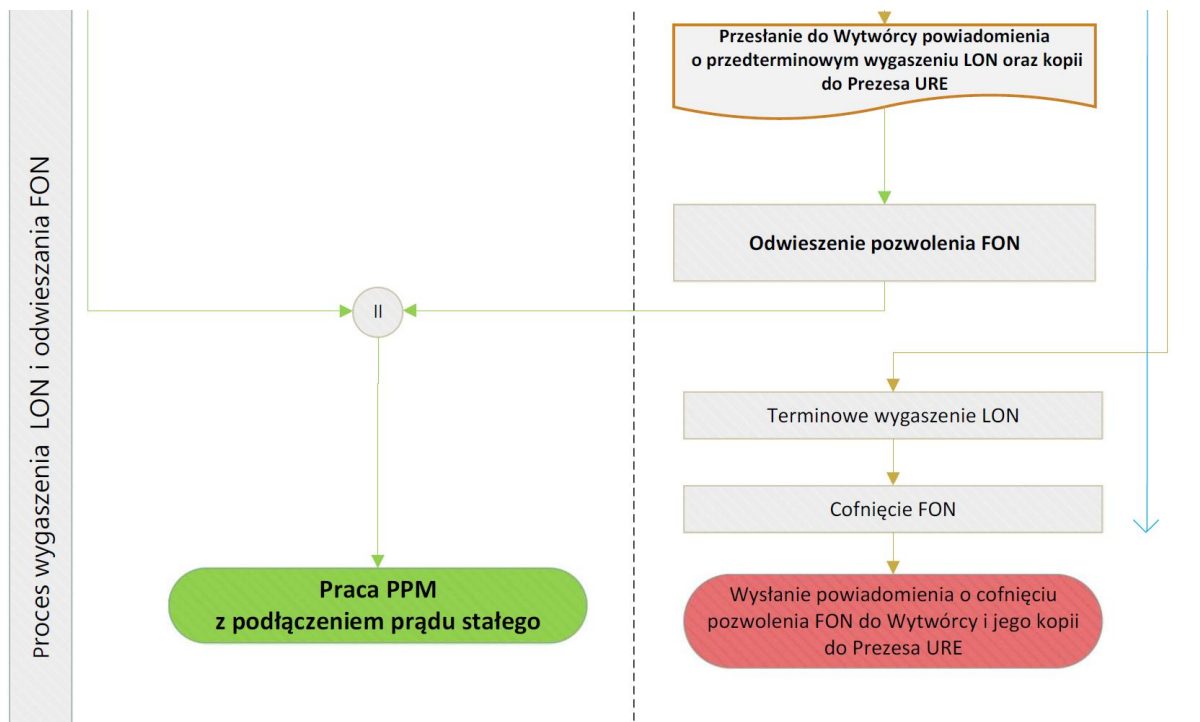 Proces wygaszenia LON i odwieszania FON
Przesłanie do Wytwórcy powiadomienia
o przedterminowym wygaszeniu LON oraz kopii
do Prezesa URE
Odwieszenie pozwolenia FON
II
Terminowe wygaszenie LON
Cofnięcie FON
Praca PPM
z podłączeniem prądu stałego
Wysłanie powiadomienia o cofnięciu
pozwolenia FON do Wytwórcy i jego kopii
do Prezesa URE